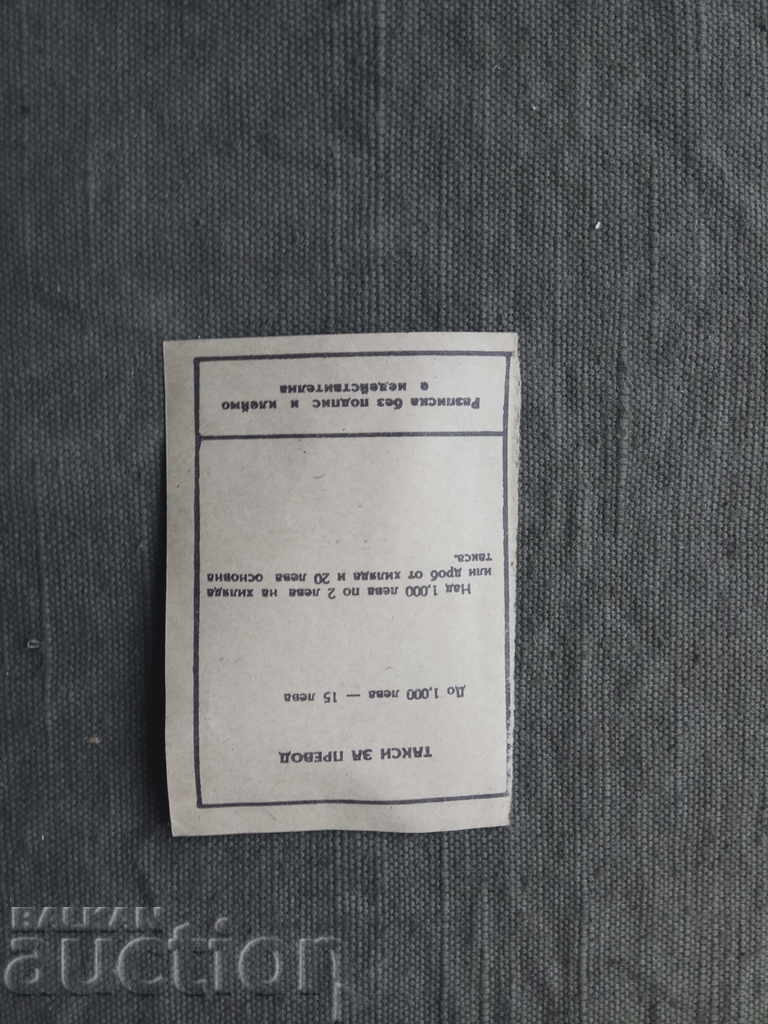 ТАКСИ ЗА ПРЕВОД
До 1,000 лева — 15 лева
Над 1,000 лева по 2 лева на хиляда
или дроб от хиляда и 20 лева основна
такса.
Разписка без подпис и клеймо
е недействителна
BALKAN
auction